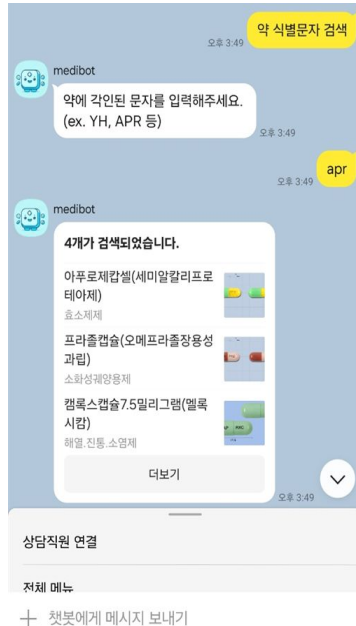 약 식별문자 검색
오후 3:49
medibot
약에 각인된 문자를 입력해주세요.
(ex. YH, APR 등)
오후 3:49
apr
오후 3:49
medibot
4개가 검색되었습니다.
아푸로제캅셀(세미알칼리프로
테아제)
효소제제
프라졸캡슐(오메프라졸장용성
과립)
소화성궤양용제
캠록스캡슐7.5밀리그램(멜록
시캄)
해열.진통.소염제
더보기
오후 3:49
상담직원 연결
전체 메뉴
챗봇에게 메시지 보내기